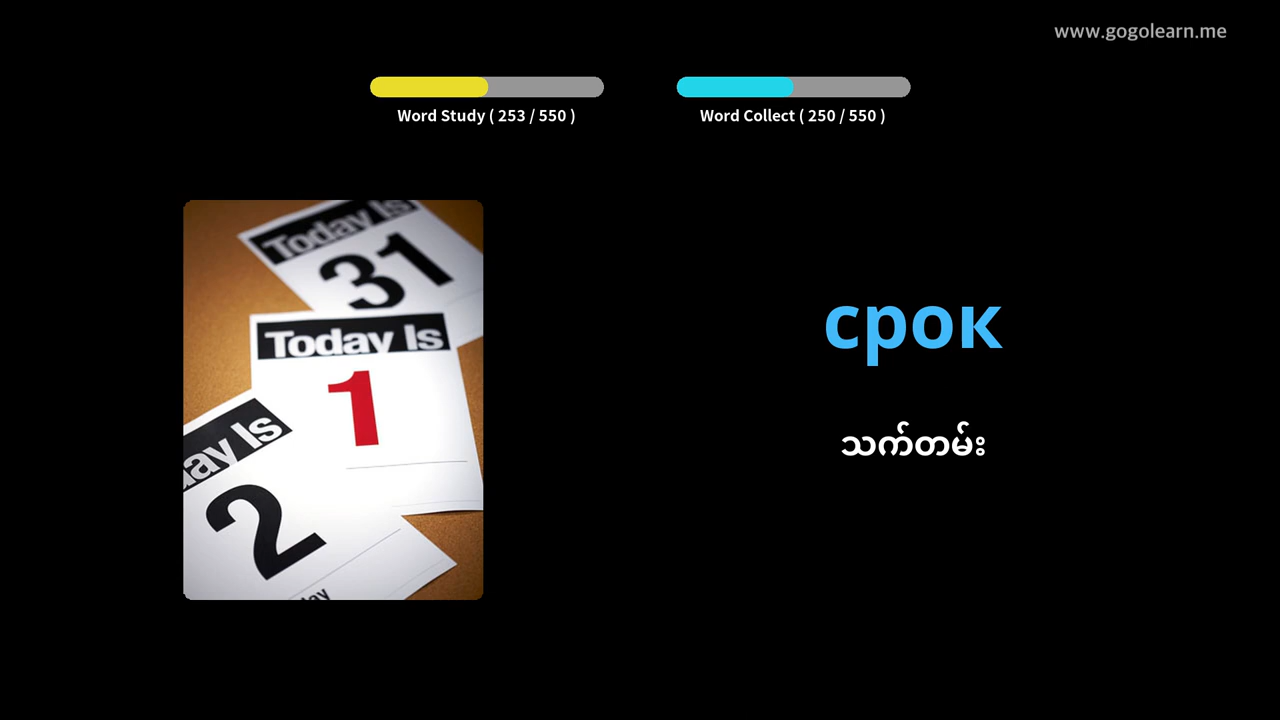 www.gogolearn.me
Word Study ( 253 / 550 )
Word Collect ( 250 / 550 )
Today Is
31
Today Is
1
ay Is
2
ay
срок
သက်တမ်း